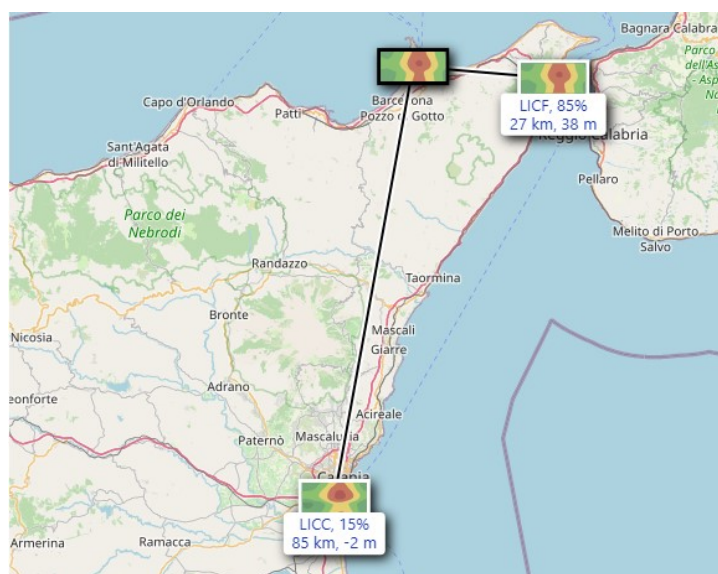 Bagnara Calabra
Parco
dell'As
- Asp
Na
Capo d'Orlando
Patti
Barcellona
Pozzo di Gotto
LICF, 85%
27 km, 38 m
Reggio Calabria
Sant'Agata
di Militello
Pellaro
Parco dei
Nebrodi
Melito di Porto
Salvo
Randazzo
Taormina
Bronte
Mascali
Giarre
Nicosia
Adrano
eonforte
Acireale
Paternò
Mascalucia
Catania
LICC, 15%
85 km, -2 m
Armerina
Ramacca